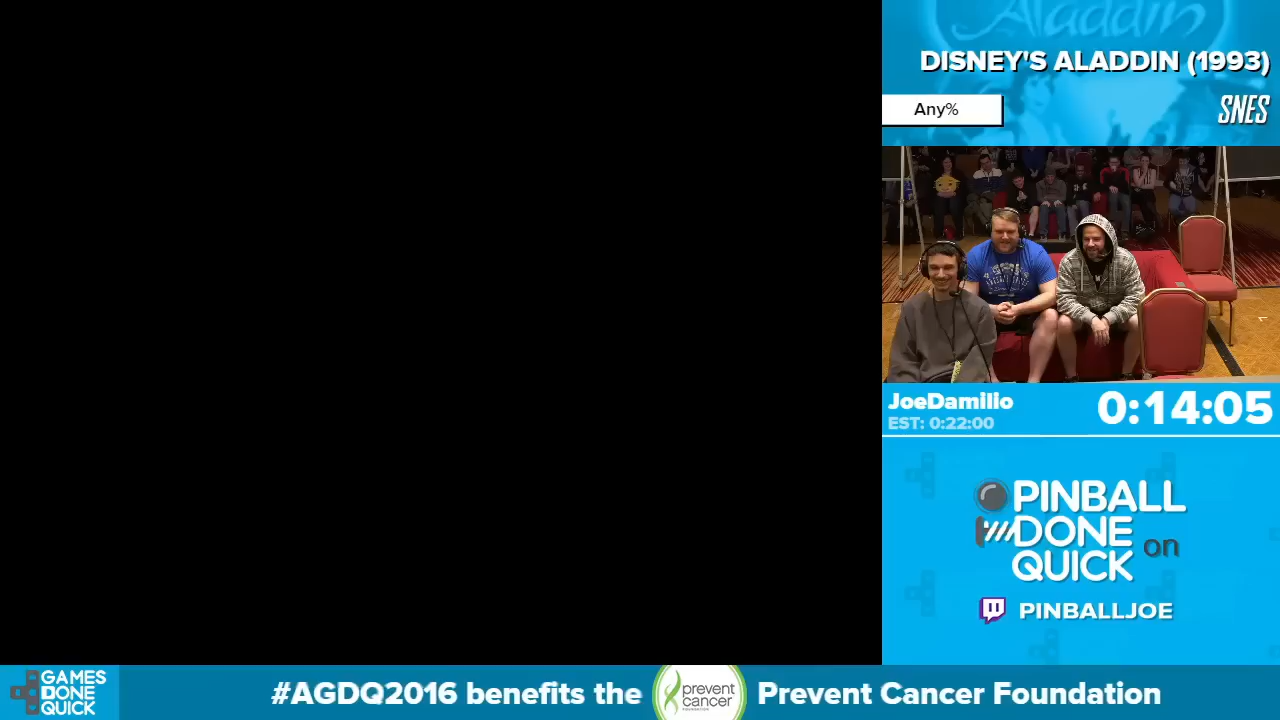 Aladdin
DISNEY'S ALADDIN (1993)
Any%
SNES
JoeDamilio
0:14:05
EST: 0:22:00
PINBALL
DONE
QUICK
on
PINBALLJOE
GAMES
DONE
QUICK
#AGDQ2016 benefits the
prevent
cancer
Prevent Cancer Foundation